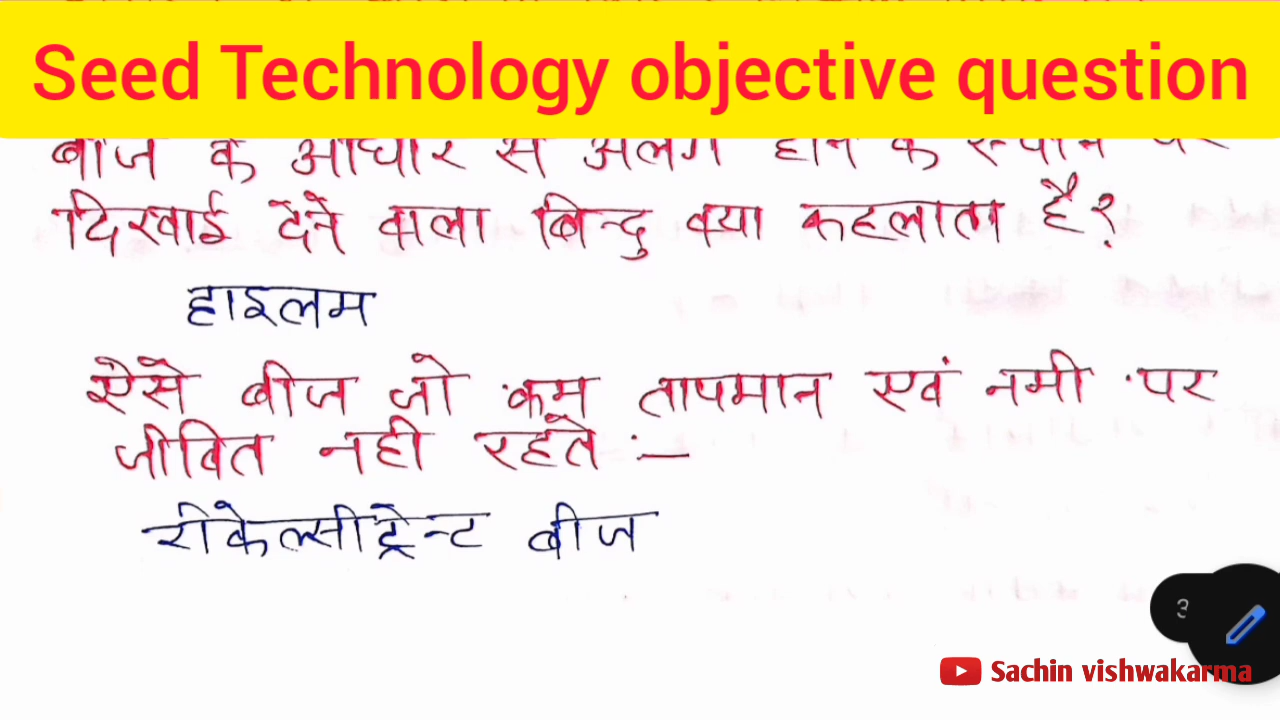 Seed Technology objective question
बीज के आधार से अलग होने के स्थान पर
दिखाई देने वाला बिन्दु क्या कहलाता है?
हाइलम
ऐसे बीज जो कम तापमान एवं नमी पर
जीवित नही रहते :–
रीकेल्सीट्रेन्ट बीज
3
Sachin vishwakarma